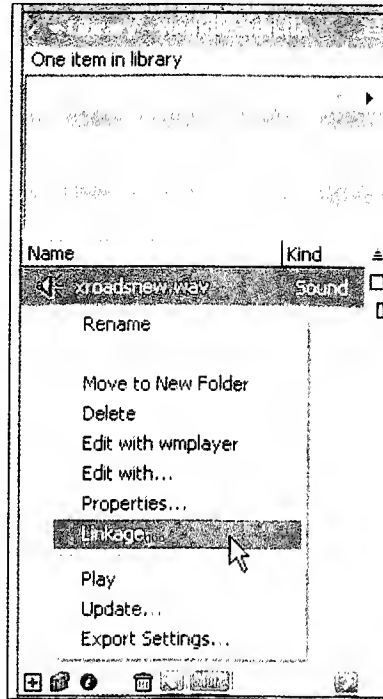 One item in library
Name Kind
xroadsnew.wav Sound
Rename
Move to New Folder
Delete
Edit with wmplayer
Edit with...
Properties...
Linkage...
Play
Update...
Export Settings...